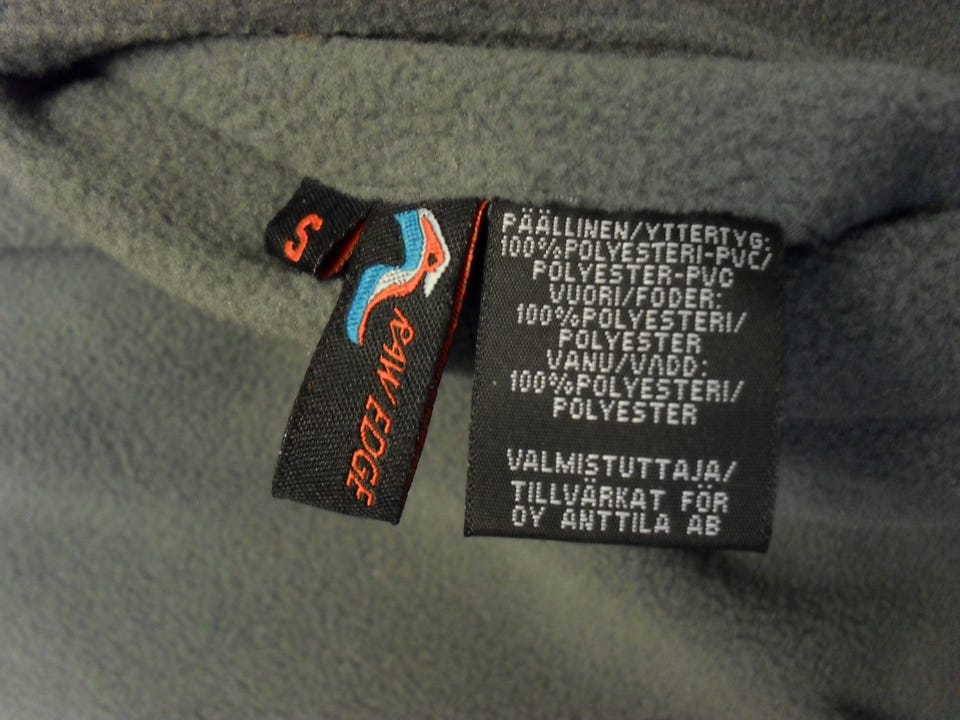 S
RAW EDGE
PÄÄLLINEN/YTTERTYG:
100%POLYESTERI-PVC/
POLYESTER-PVC
VUORI/FODER:
100%POLYESTERI/
POLYESTER
VANU/VADD:
100%POLYESTERI/
POLYESTER
VALMISTUTTAJA/
TILLVÄRKAT FÖR
OY ANTTILA AB